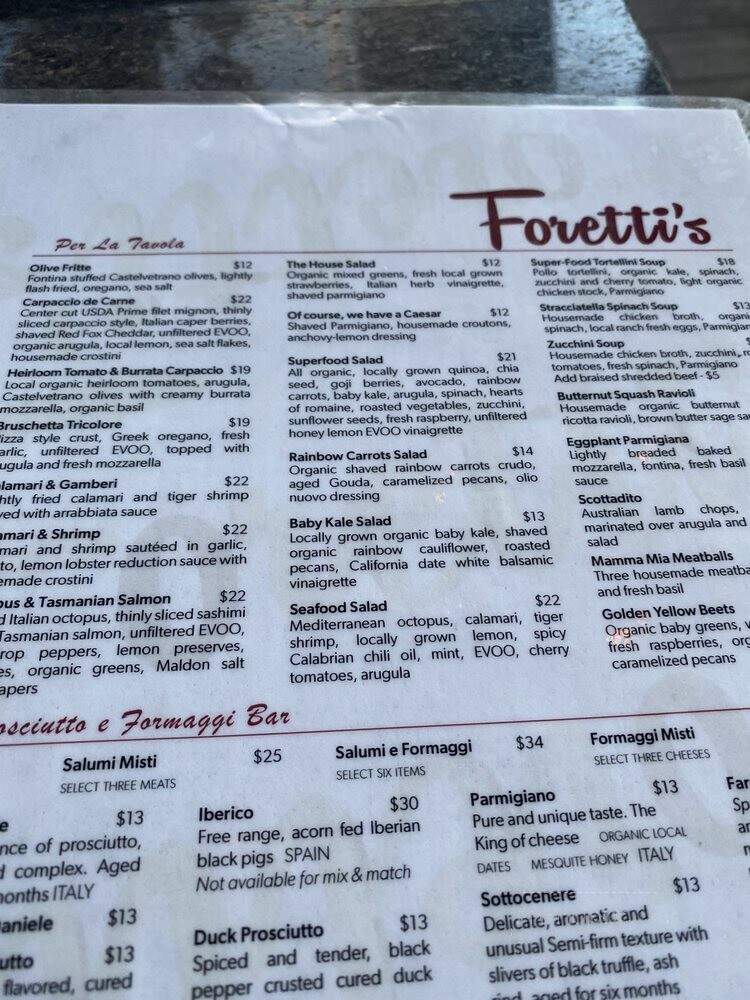 Foretti's
Per La Tavola
Olive Fritte $12
Fontina stuffed Castelvetrano olives, lightly
flash fried, oregano, sea salt
Carpaccio de Carne $22
Center cut USDA Prime filet mignon, thinly
sliced carpaccio style, Italian caper berries,
shaved Red Fox Cheddar, unfiltered EVOO,
organic arugula, local lemon, sea salt flakes,
housemade crostini
Heirloom Tomato & Burrata Carpaccio $19
Local organic heirloom tomatoes, arugula,
Castelvetrano olives with creamy burrata
mozzarella, organic basil
Bruschetta Tricolore $19
izza style crust, Greek oregano, fresh
arlic, unfiltered EVOO, topped with
ugula and fresh mozzarella
alamari & Gamberi $22
htly fried calamari and tiger shrimp
ved with arrabbiata sauce
amari & Shrimp $22
mari and shrimp sautéed in garlic,
to, lemon lobster reduction sauce with
emade crostini
pus & Tasmanian Salmon $22
d Italian octopus, thinly sliced sashimi
Tasmanian salmon, unfiltered EVOO,
rop peppers, lemon preserves,
es, organic greens, Maldon salt
apers
The House Salad $12
Organic mixed greens, fresh local grown
strawberries, Italian herb vinaigrette,
shaved parmigiano
Of course, we have a Caesar $12
Shaved Parmigiano, housemade croutons,
anchovy-lemon dressing
Superfood Salad $21
All organic, locally grown quinoa, chia
seed, goji berries, avocado, rainbow
carrots, baby kale, arugula, spinach, hearts
of romaine, roasted vegetables, zucchini,
sunflower seeds, fresh raspberry, unfiltered
honey lemon EVOO vinaigrette
Rainbow Carrots Salad $14
Organic shaved rainbow carrots crudo,
aged Gouda, caramelized pecans, olio
nuovo dressing
Baby Kale Salad $13
Locally grown organic baby kale, shaved
organic rainbow cauliflower, roasted
pecans, California date white balsamic
vinaigrette
Seafood Salad $22
Mediterranean octopus, calamari, tiger
shrimp, locally grown lemon, spicy
Calabrian chili oil, mint, EVOO, cherry
tomatoes, arugula
Super-Food Tortellini Soup $18
Pollo tortellini, organic kale, spinach,
zucchini and cherry tomato, light organic
chicken stock, Parmigiano
Stracciatella Spinach Soup $13
Housemade chicken broth, organi
spinach, local ranch fresh eggs, Parmigian
Zucchini Soup $
Housemade chicken broth, zucchini,
tomatoes, fresh spinach, Parmigiano
Add braised shredded beef - $5
Butternut Squash Ravioli
Housemade organic butternut
ricotta ravioli, brown butter sage sau
Eggplant Parmigiana
Lightly breaded baked
mozzarella, fontina, fresh basil
sauce
Scottadito
Australian lamb chops,
marinated over arugula and
salad
Mamma Mia Meatballs
Three housemade meatba
and fresh basil
Golden Yellow Beets
Organic baby greens, w
fresh raspberries, org
caramelized pecans
osciutto e Formaggi Bar
Salumi Misti $25
SELECT THREE MEATS
Salumi e Formaggi $34
SELECT SIX ITEMS
Formaggi Misti
SELECT THREE CHEESES
e $13
nce of prosciutto,
d complex. Aged
months ITALY
aniele $13
utto $13
flavored, cured
Iberico $30
Free range, acorn fed Iberian
black pigs SPAIN
Not available for mix & match
Duck Prosciutto $13
Spiced and tender, black
pepper crusted cured duck
Parmigiano $13
Pure and unique taste. The
King of cheese ORGANIC LOCAL
DATES MESQUITE HONEY ITALY
Sottocenere $13
Delicate, aromatic and
unusual Semi-firm texture with
slivers of black truffle, ash
rind, aged for six months
Far
Sp